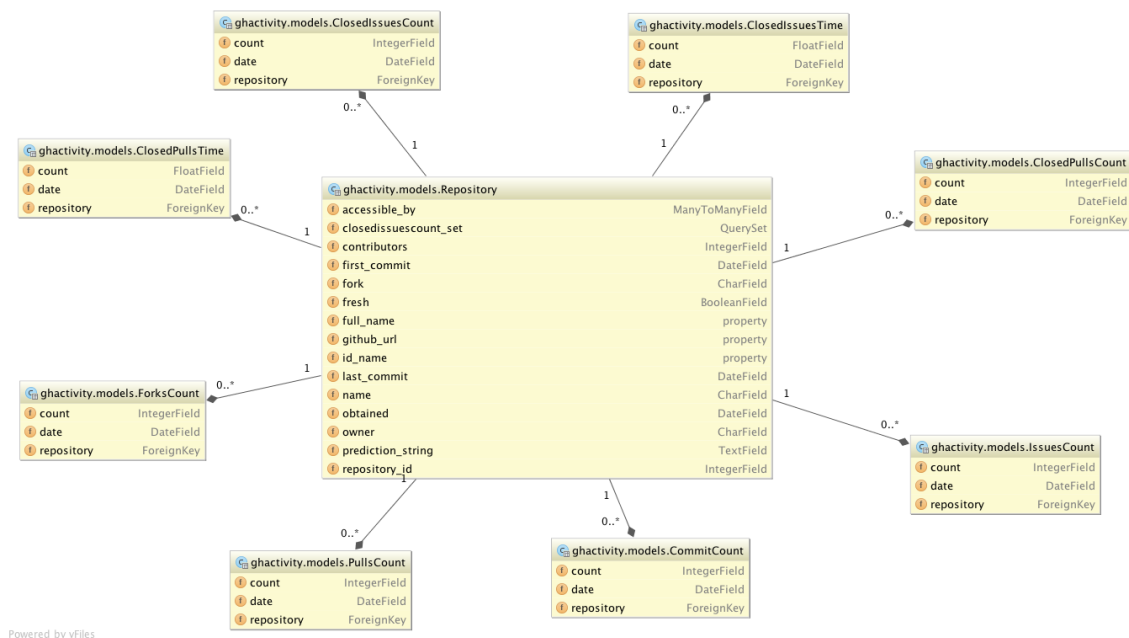 ghactivity.models.ClosedIssuesCount
count IntegerField
date DateField
repository ForeignKey
0..*
1
ghactivity.models.ClosedIssuesTime
count FloatField
date DateField
repository ForeignKey
0..*
1
ghactivity.models.ClosedPullsTime
count FloatField
date DateField
repository ForeignKey
0..*
1
ghactivity.models.ClosedPullsCount
count IntegerField
date DateField
repository ForeignKey
0..*
1
ghactivity.models.Repository
accessible_by ManyToManyField
closedissuescount_set QuerySet
contributors IntegerField
first_commit DateField
fork CharField
fresh BooleanField
full_name property
github_url property
id_name property
last_commit DateField
name CharField
obtained DateField
owner CharField
prediction_string TextField
repository_id IntegerField
1
0..*
ghactivity.models.ForksCount
count IntegerField
date DateField
repository ForeignKey
1
0..*
ghactivity.models.IssuesCount
count IntegerField
date DateField
repository ForeignKey
1
0..*
ghactivity.models.PullsCount
count IntegerField
date DateField
repository ForeignKey
1
0..*
ghactivity.models.CommitCount
count IntegerField
date DateField
repository ForeignKey
Powered by yFiles